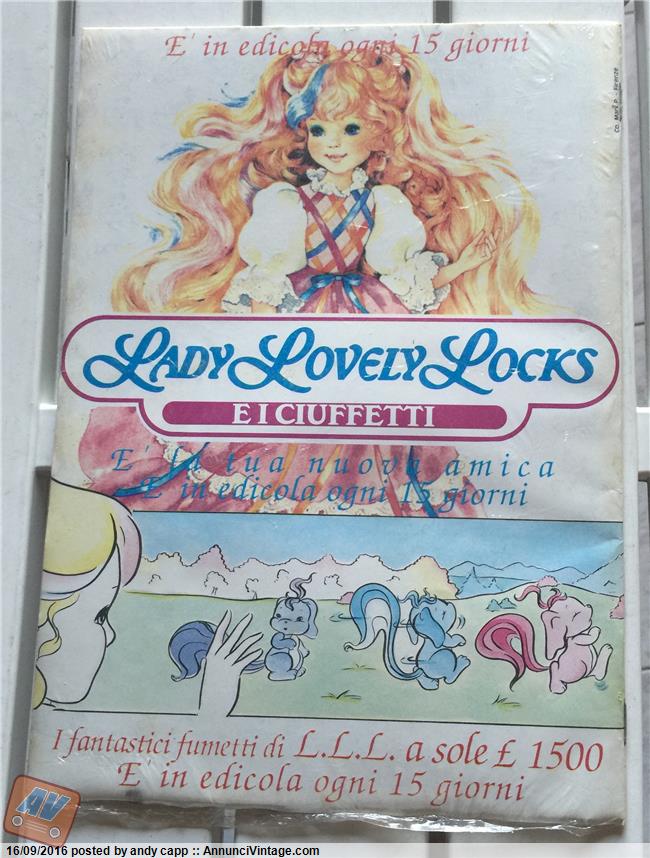 E' in edicola ogni 15 giorni
LADY LOVELY LOCKS
E I CIUFFETTI
E' la tua nuova amica
E' in edicola ogni 15 giorni
I fantastici fumetti di L.L.L. a sole £ 1500
E' in edicola ogni 15 giorni
AV
16/09/2016 posted by andy capp :: AnnunciVintage.com